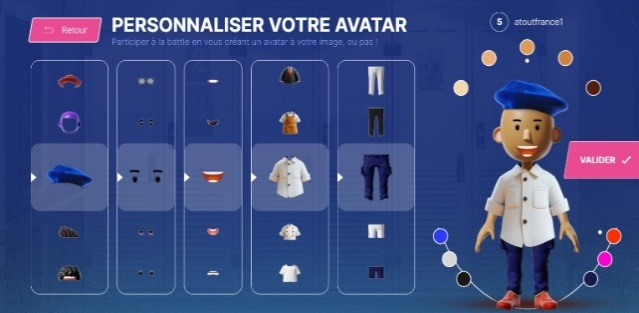 Retour
PERSONNALISER VOTRE AVATAR
Participer à la battle en vous créant un avatar à votre image, ou pas !
5
atoutfrance1
VALIDER